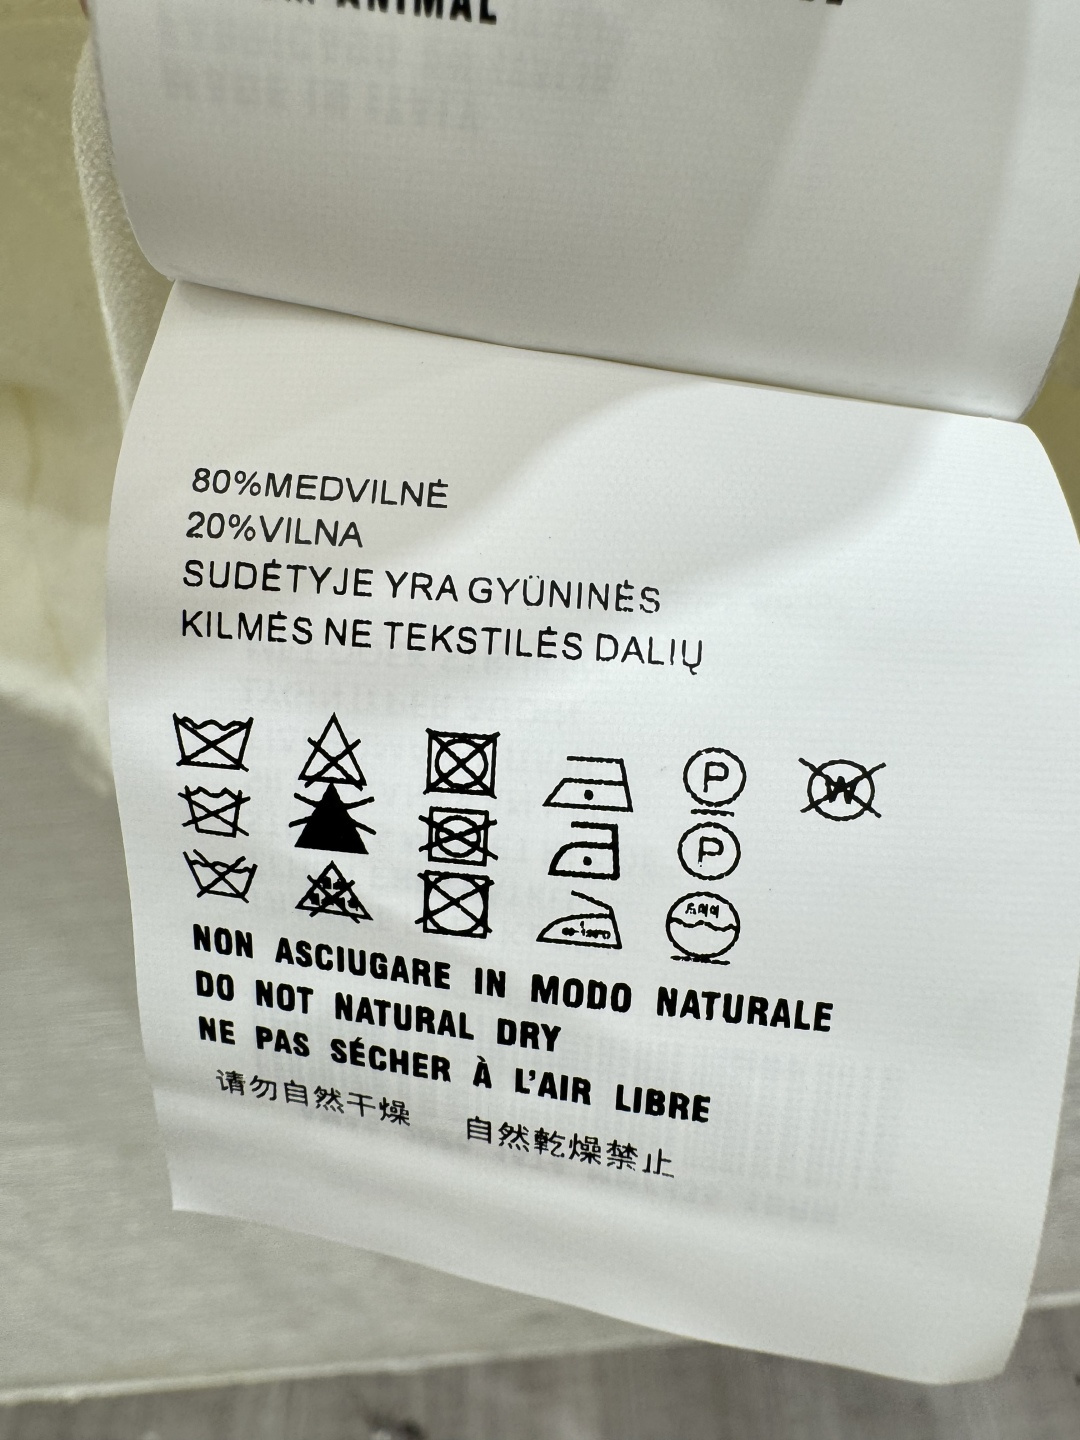 ANIMAL
80%MEDVILNĖ
20%VILNA
SUDĖTYJE YRA GYŪNINĖS
KILMĖS NE TEKSTILĖS DALIŲ
P W
P
NON ASCIUGARE IN MODO NATURALE
DO NOT NATURAL DRY
NE PAS SÉCHER À L'AIR LIBRE
请勿自然干燥 自然乾燥禁止